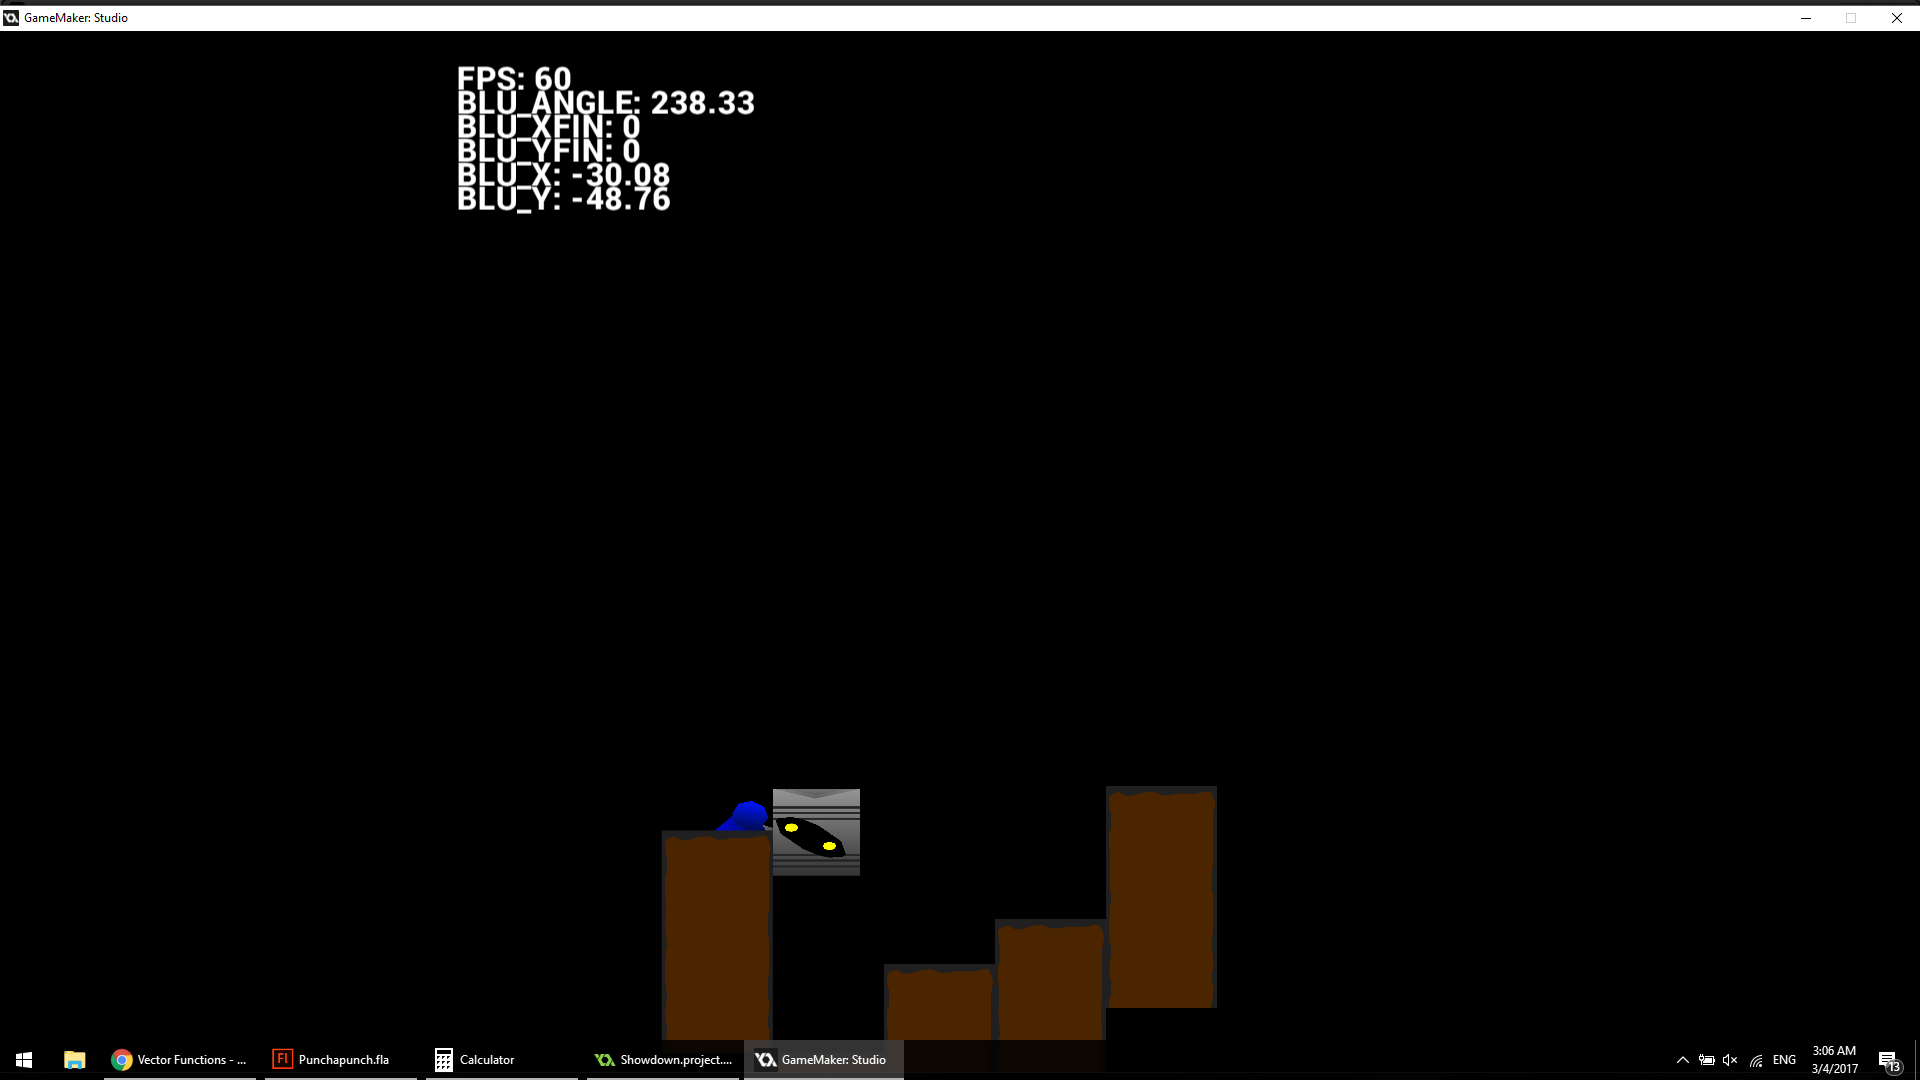 GameMaker: Studio
FPS: 60
BLU_ANGLE: 238.33
BLU_XFIN: 0
BLU_YFIN: 0
BLU_X: -30.08
BLU_Y: -48.76
Vector Functions - ...
Fl Punchapunch.fla
Calculator
Showdown.project....
GameMaker: Studio
ENG
3:06 AM
3/4/2017
13